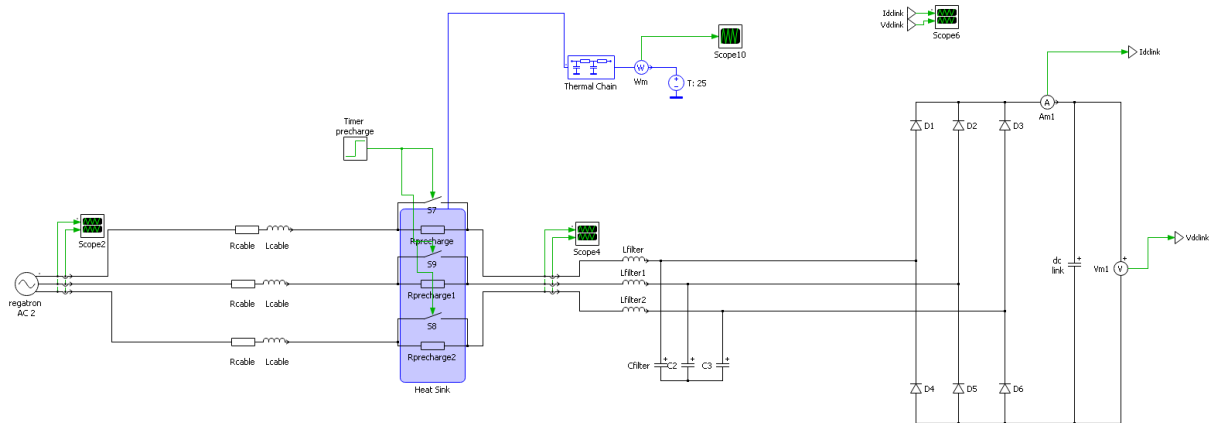 Idclink
Vdclink
Scope6
Scope10
Wm
T: 25
Thermal Chain
Idclink
A
Am1
Timer
precharge
D1
D2
D3
S7
Scope2
Rcable
Lcable
Rprecharge
Scope4
Lfilter
Vdclink
S9
dc
link
Vm1
V
W
regatron
AC 2
Rcable
Lcable
Rprecharge1
Lfilter1
Lfilter2
S8
Rcable
Lcable
Rprecharge2
Cfilter
C2
C3
Heat Sink
D4
D5
D6